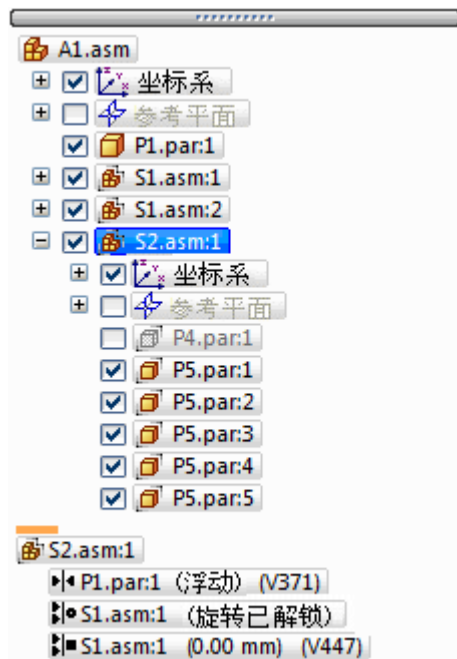 A1.asm
坐标系
参考平面
P1.par:1
S1.asm:1
S1.asm:2
S2.asm:1
坐标系
参考平面
P4.par:1
P5.par:1
P5.par:2
P5.par:3
P5.par:4
P5.par:5
S2.asm:1
P1.par:1 (浮动) (V371)
S1.asm:1 (旋转已解锁)
S1.asm:1 (0.00 mm) (V447)